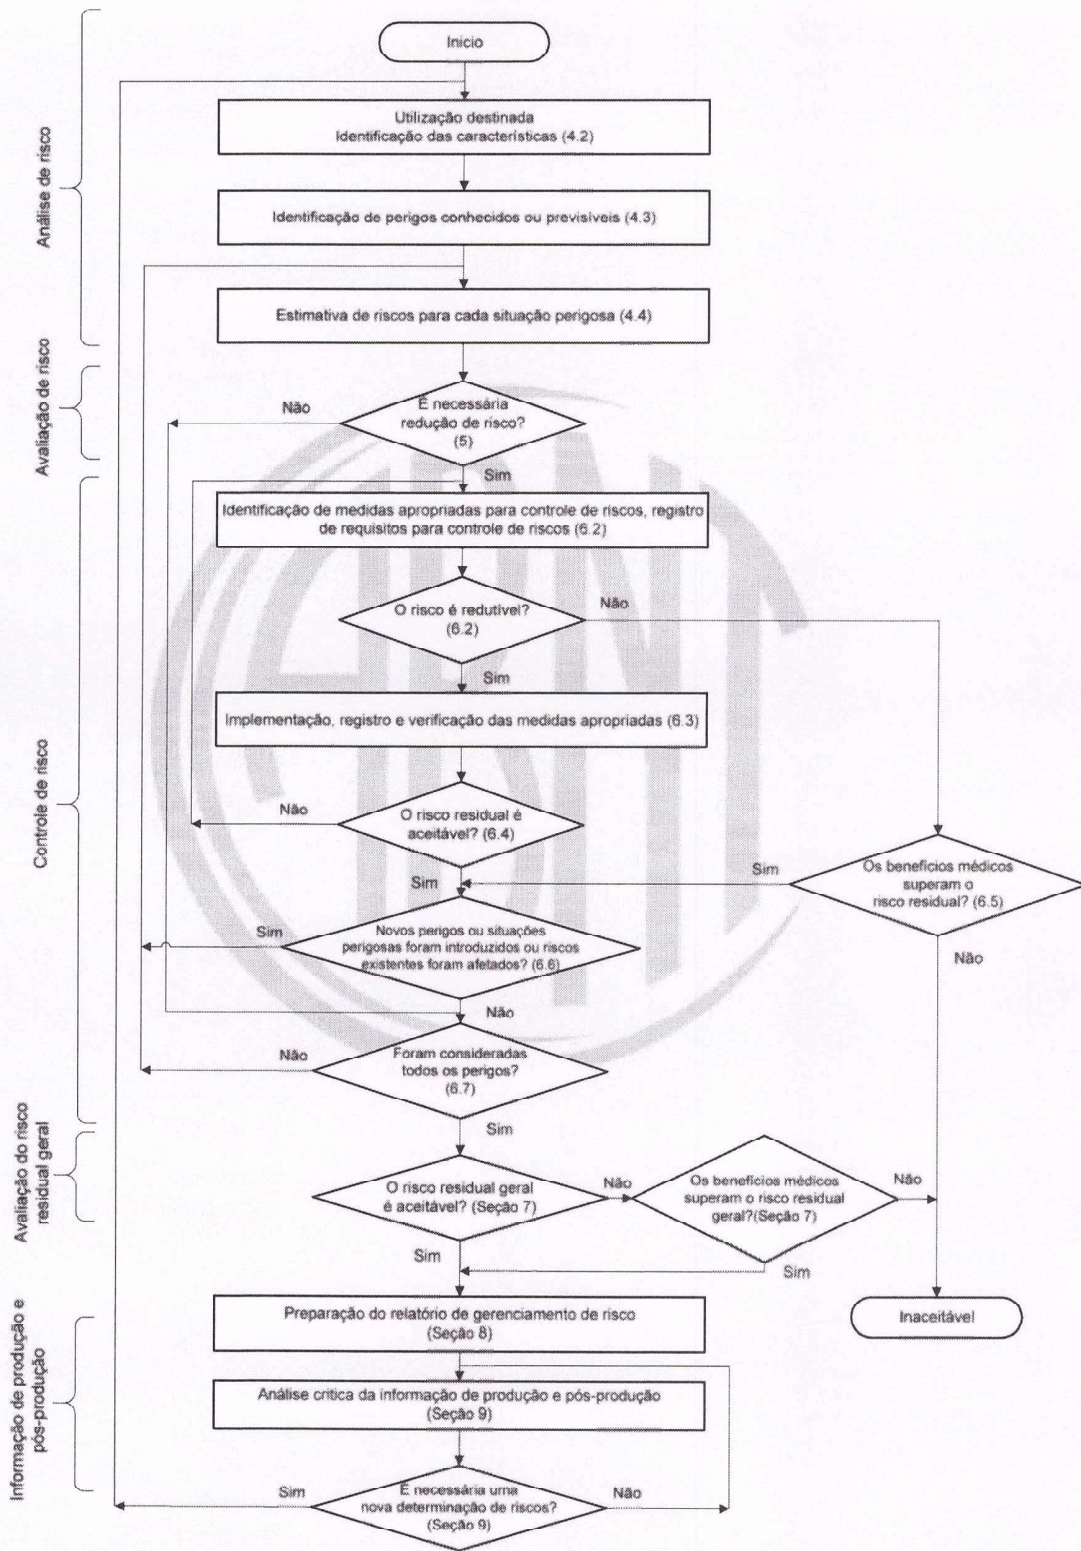 Início
Utilização destinada
Identificação das características (4.2)
Análise de risco
Identificação de perigos conhecidos ou previsíveis (4.3)
Estimativa de riscos para cada situação perigosa (4.4)
Avaliação de risco
Não
É necessária
redução de risco?
(5)
Sim
Identificação de medidas apropriadas para controle de riscos, registro
de requisitos para controle de riscos (6.2)
O risco é redutível?
(6.2)
Não
Sim
Implementação, registro e verificação das medidas apropriadas (6.3)
Controle de risco
Não
O risco residual é
aceitável? (6.4)
Sim
Sim
Os benefícios médicos
superam o
risco residual? (6.5)
Não
Sim
Novos perigos ou situações
perigosas foram introduzidos ou riscos
existentes foram afetados? (6.6)
Não
Não
Foram consideradas
todos os perigos?
(6.7)
Sim
Avaliação do risco
residual geral
O risco residual geral
é aceitável? (Seção 7)
Não
Os benefícios médicos
superam o risco residual
geral?(Seção 7)
Não
Sim
Sim
Inaceitável
Preparação do relatório de gerenciamento de risco
(Seção 8)
Informação de produção e
pós-produção
Análise critica da informação de produção e pós-produção
(Seção 9)
Sim
É necessária uma
nova determinação de riscos?
(Seção 9)
Não
ABNT